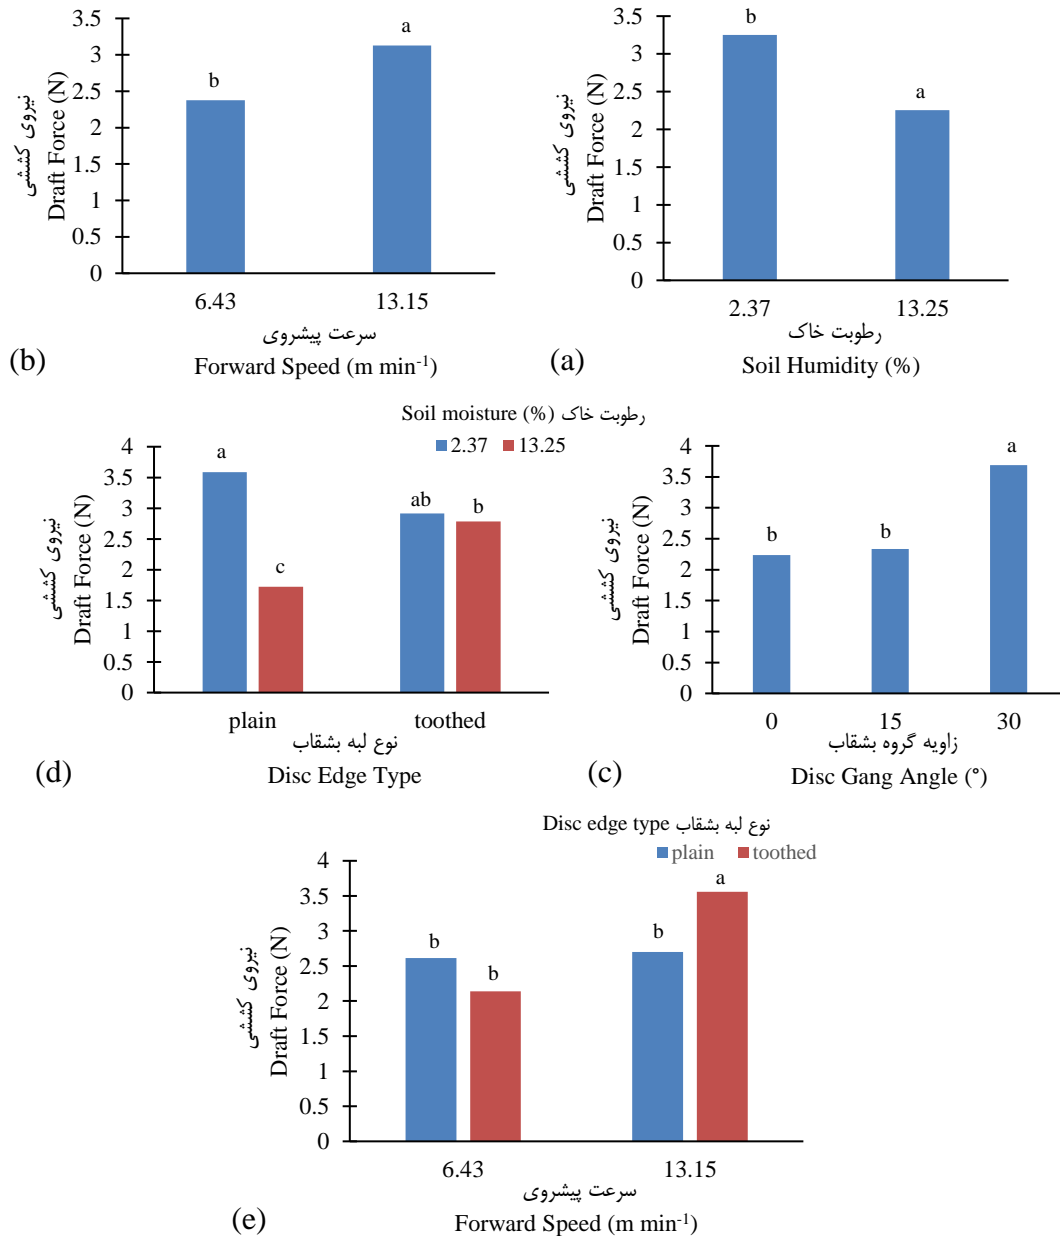 3.5
3
2.5
2
1.5
1
0.5
0
b
a
نیروی کششی
Draft Force (N)
6.43 13.15
سرعت پیشروی
Forward Speed (m min-1)
(b)
3.5
3
2.5
2
1.5
1
0.5
0
b
a
نیروی کششی
Draft Force (N)
2.37 13.25
رطوبت خاک
Soil Humidity (%)
(a)
Soil moisture (%) رطوبت خاک
2.37 13.25
4
3.5
3
2.5
2
1.5
1
0.5
0
a
c
ab
b
نیروی کششی
Draft Force (N)
plain toothed
نوع لبه بشقاب
Disc Edge Type
(d)
4
3.5
3
2.5
2
1.5
1
0.5
0
b
b
a
نیروی کششی
Draft Force (N)
0 15 30
زاویه گروه بشقاب
Disc Gang Angle (°)
(c)
Disc edge type نوع لبه بشقاب
plain toothed
4
3.5
3
2.5
2
1.5
1
0.5
0
b
b
b
a
نیروی کششی
Draft Force (N)
6.43 13.15
سرعت پیشروی
Forward Speed (m min-1)
(e)